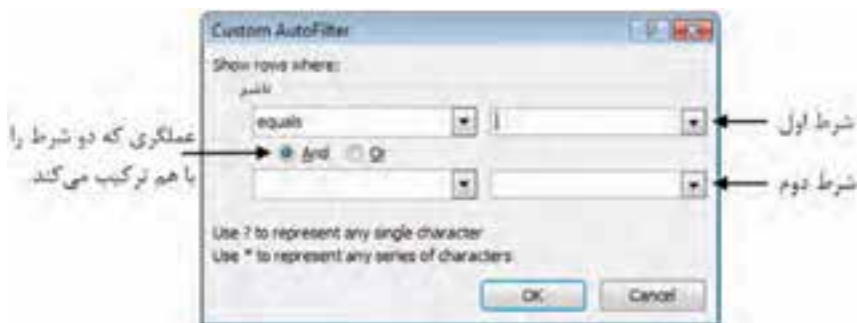 Custom AutoFilter
Show rows where:
ناشر
equals
شرط اول
عملگری که دو شرط را
با هم ترکیب می‌کند
And Or
شرط دوم
Use ? to represent any single character
Use * to represent any series of characters
OK Cancel